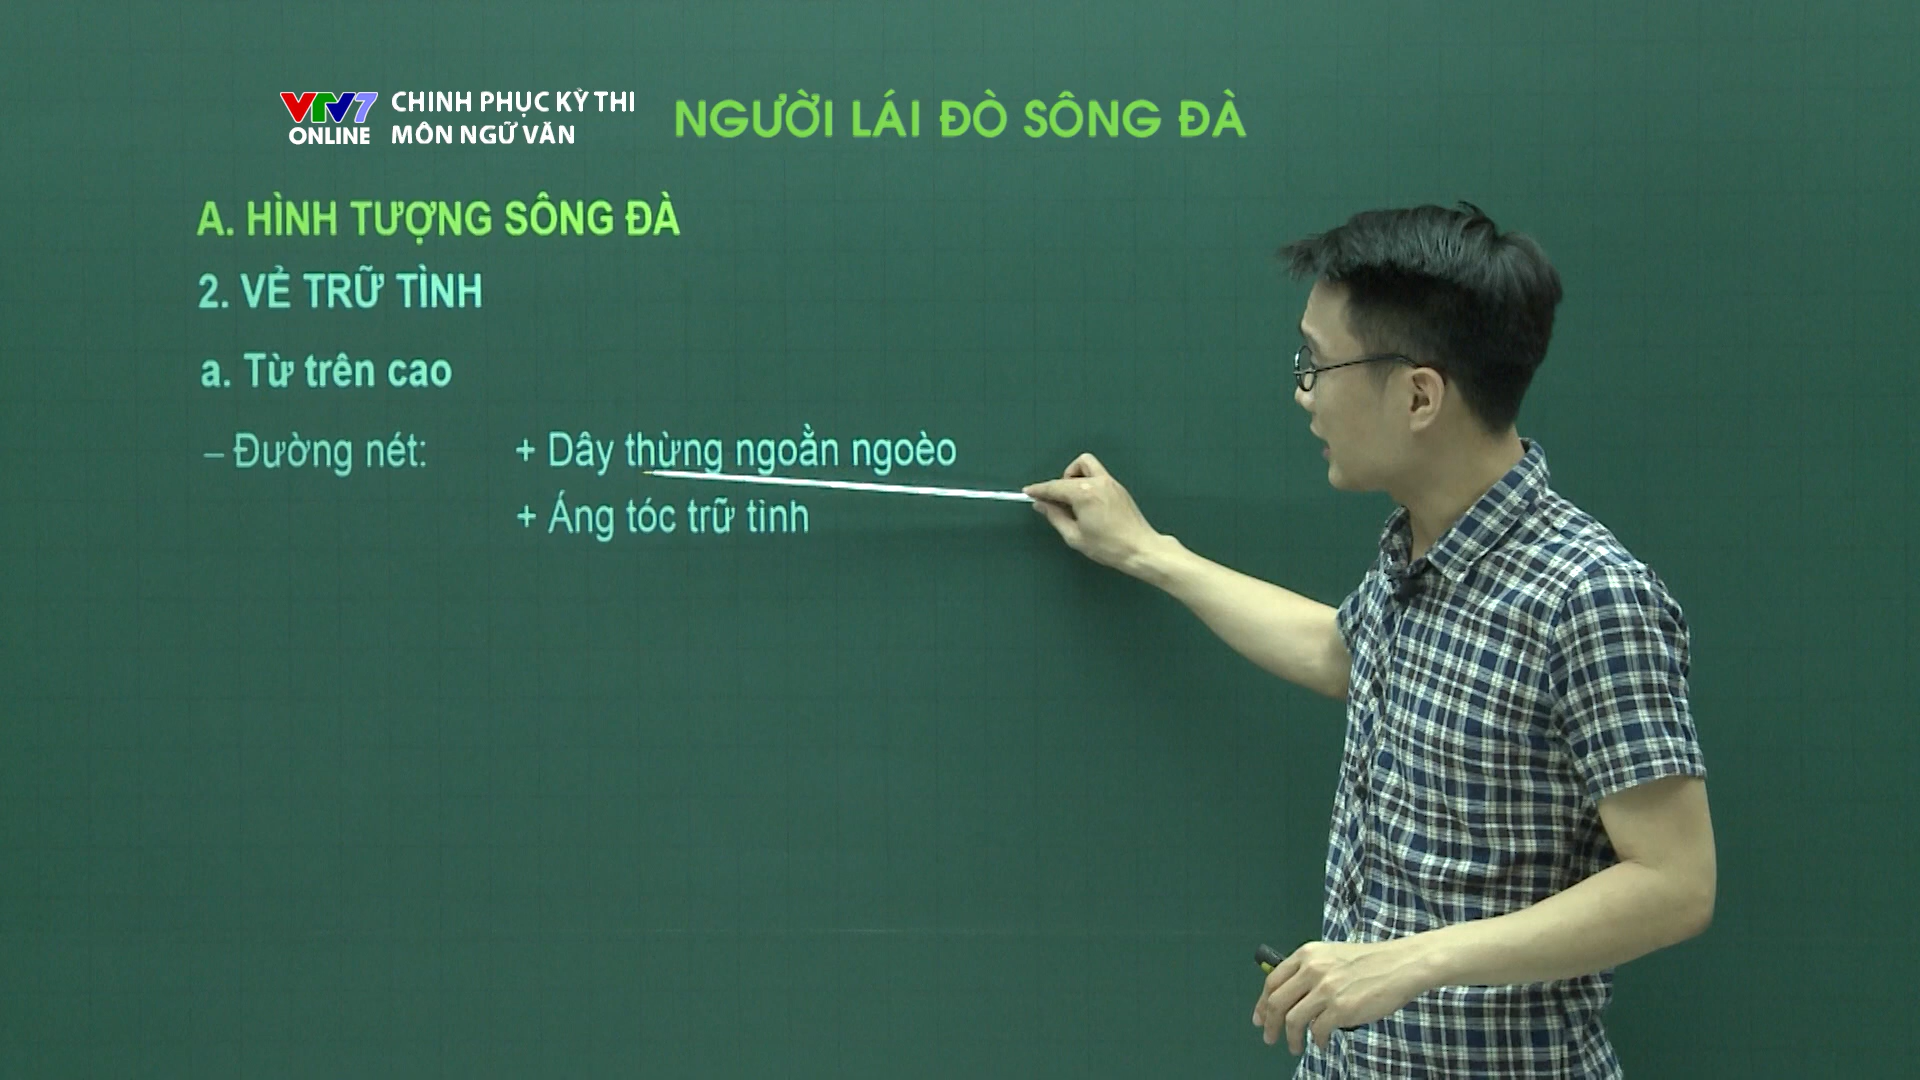 VTV7 ONLINE
CHINH PHỤC KỲ THI
MÔN NGỮ VĂN
NGƯỜI LÁI ĐÒ SÔNG ĐÀ
A. HÌNH TƯỢNG SÔNG ĐÀ
2. VẺ TRỮ TÌNH
a. Từ trên cao
– Đường nét: + Dây thừng ngoằn ngoèo
+ Áng tóc trữ tình